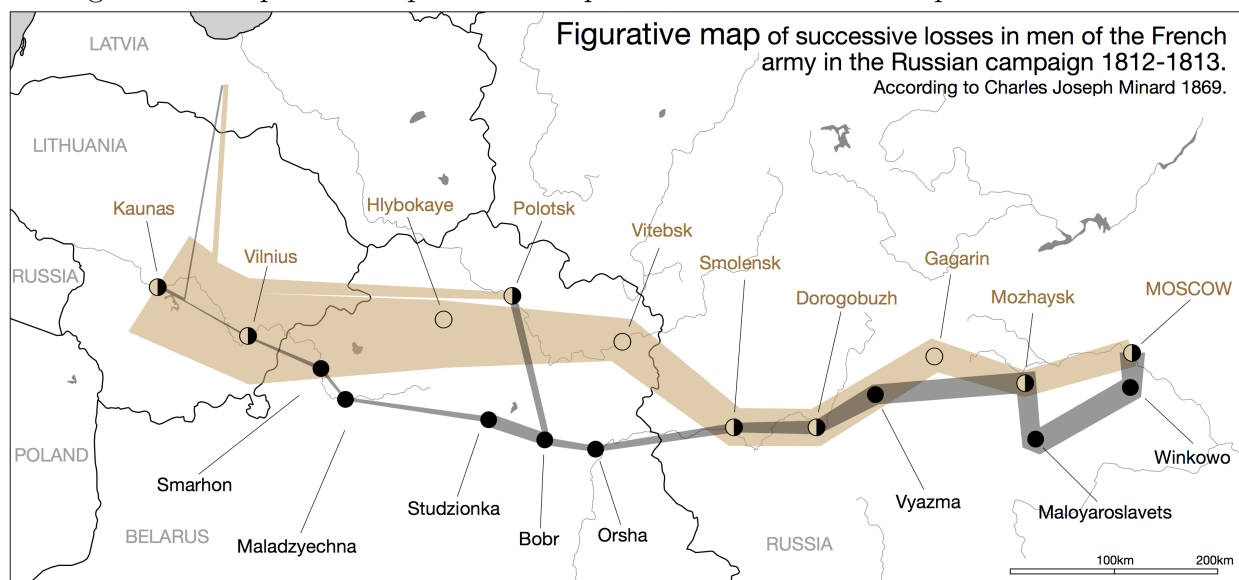 Figurative map of successive losses in men of the French
army in the Russian campaign 1812-1813.
According to Charles Joseph Minard 1869.
LATVIA
LITHUANIA
Kaunas
Hlybokaye
Polotsk
Vitebsk
Vilnius
Smolensk
Gagarin
RUSSIA
Dorogobuzh
Mozhaysk
MOSCOW
POLAND
Smarhon
Studzionka
Vyazma
Winkowo
Maloyaroslavets
BELARUS
Maladzyechna
Bobr
Orsha
RUSSIA
100km
200km